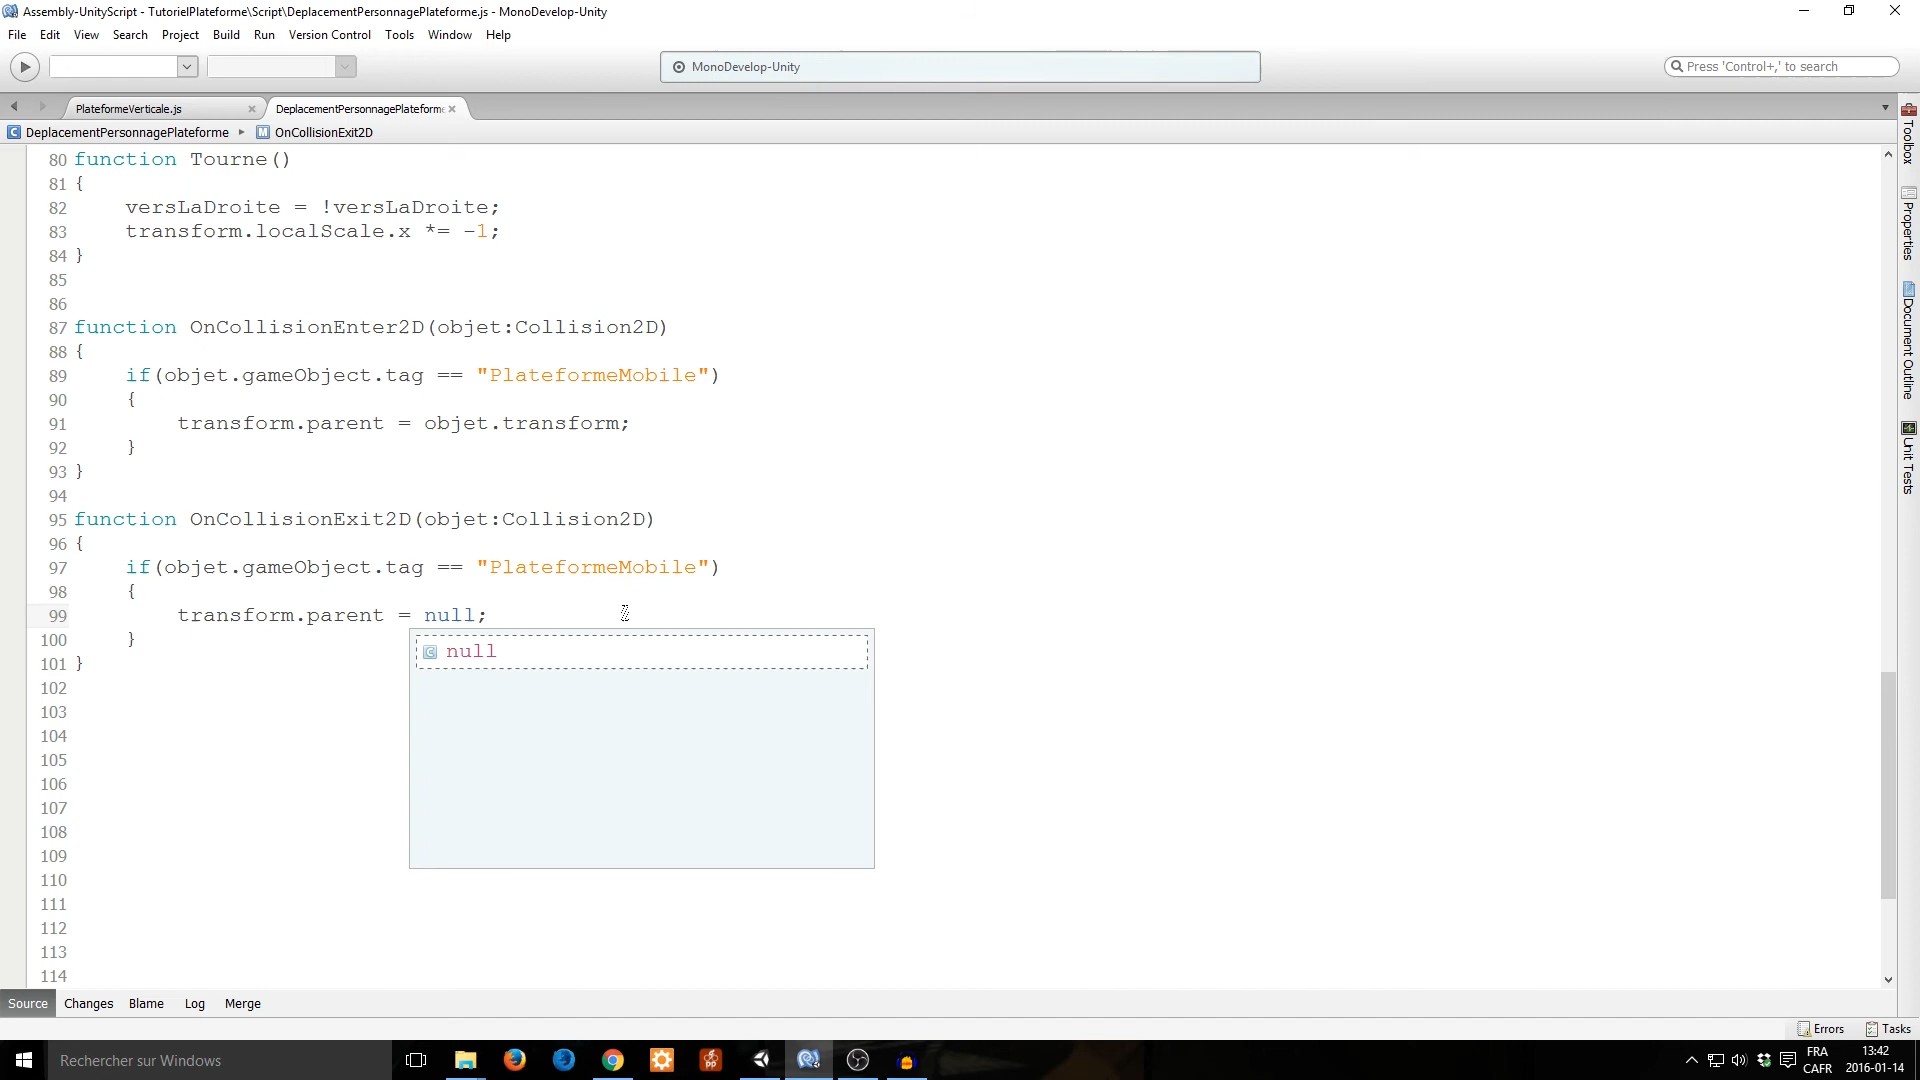 Assembly-UnityScript - TutorielPlateforme\Script\DeplacementPersonnagePlateforme.js - MonoDevelop-Unity
File Edit View Search Project Build Run Version Control Tools Window Help
MonoDevelop-Unity
Press 'Control+,' to search
PlateformeVerticale.js
DeplacementPersonnagePlateforme
DeplacementPersonnagePlateforme
OnCollisionExit2D
80 function Tourne()
81 {
82 versLaDroite = !versLaDroite;
83 transform.localScale.x *= -1;
84 }
85
86
87 function OnCollisionEnter2D(objet:Collision2D)
88 {
89 if(objet.gameObject.tag == "PlateformeMobile")
90 {
91 transform.parent = objet.transform;
92 }
93 }
94
95 function OnCollisionExit2D(objet:Collision2D)
96 {
97 if(objet.gameObject.tag == "PlateformeMobile")
98 {
99 transform.parent = null;
100 }
null
101 }
102
103
104
105
106
107
108
109
110
111
112
113
114
Toolbox
Properties
Document Outline
Unit Tests
Source Changes Blame Log Merge
Errors Tasks
Rechercher sur Windows
FRA
CAFR
13:42
2016-01-14